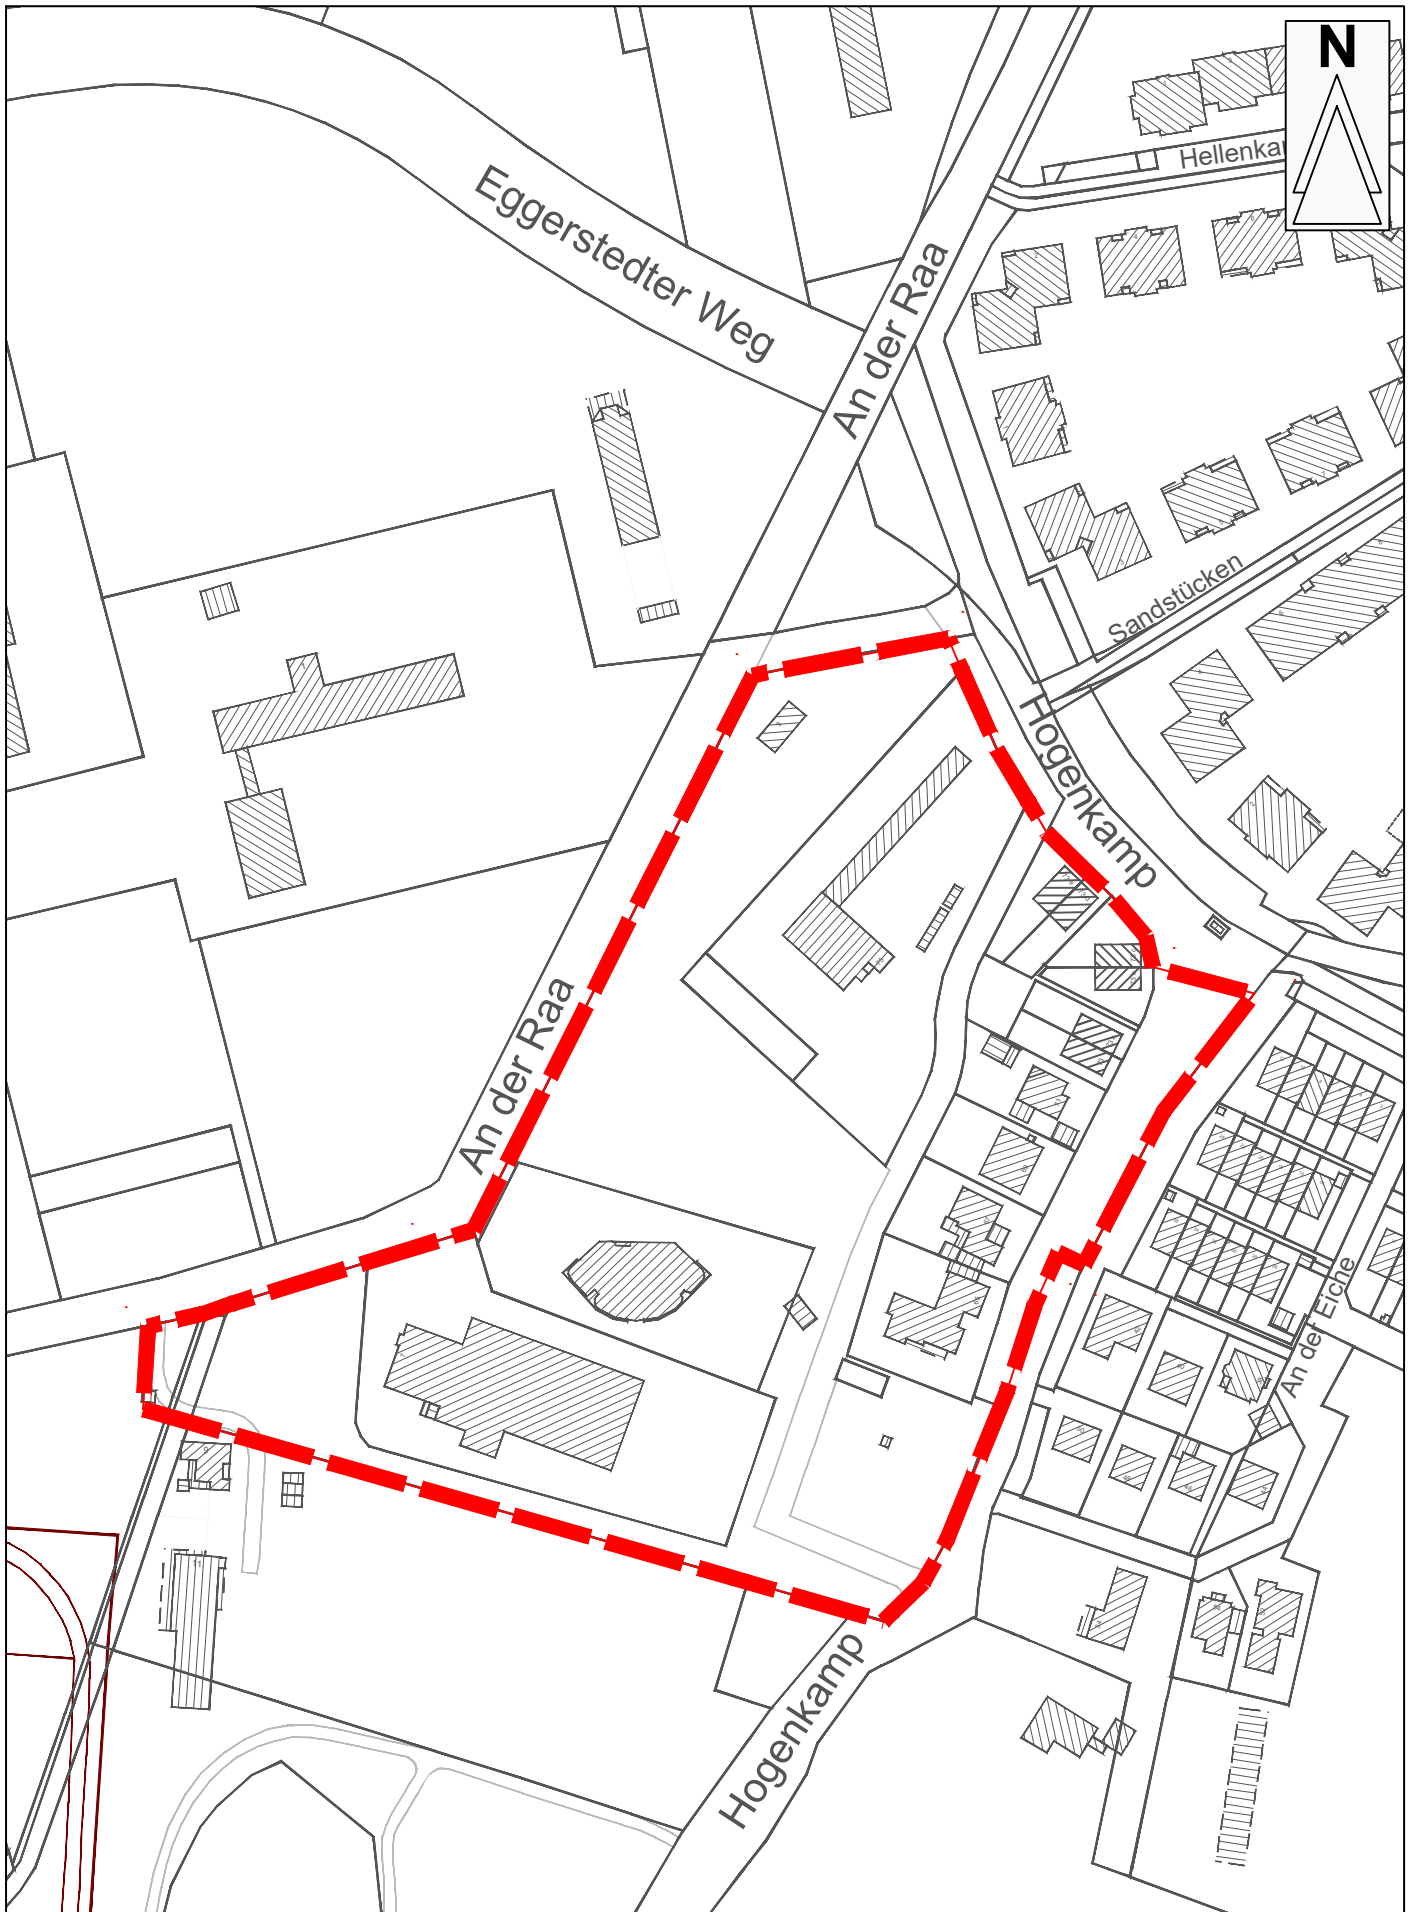 N
Hellenka
Eggerstedter Weg
An der Raa
Sandstücken
Hogenkamp
An der Raa
An der Eiche
Hogenkamp